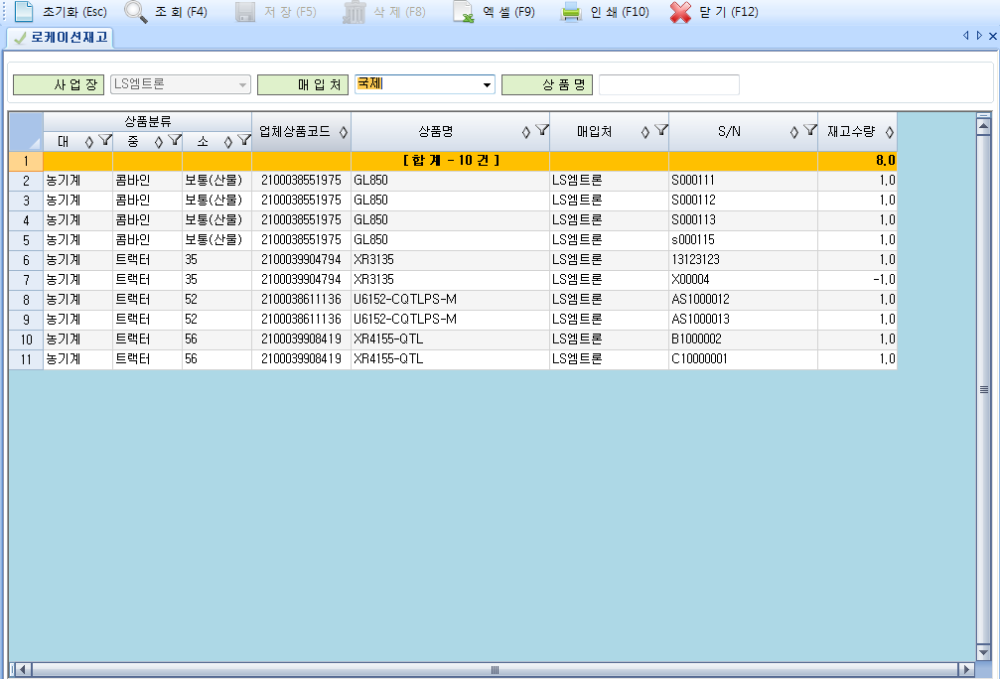 초기화 (Esc) 조 회 (F4) 저 장 (F5) 삭 제 (F8) 엑 셀 (F9) 인 쇄 (F10) 닫 기 (F12)
로케이션재고
사 업 장 LS엠트론 매 입 처 국제 상 품 명
상품분류
대 중 소 업체상품코드 상품명 매입처 S/N 재고수량
1 [ 합 계 - 10 건 ] 8.0
2 농기계 콤바인 보통(산물) 2100038551975 GL850 LS엠트론 S000111 1.0
3 농기계 콤바인 보통(산물) 2100038551975 GL850 LS엠트론 S000112 1.0
4 농기계 콤바인 보통(산물) 2100038551975 GL850 LS엠트론 S000113 1.0
5 농기계 콤바인 보통(산물) 2100038551975 GL850 LS엠트론 s000115 1.0
6 농기계 트랙터 35 2100039904794 XR3135 LS엠트론 13123123 1.0
7 농기계 트랙터 35 2100039904794 XR3135 LS엠트론 X00004 -1.0
8 농기계 트랙터 52 2100038611136 U6152-CQTLPS-M LS엠트론 AS1000012 1.0
9 농기계 트랙터 52 2100038611136 U6152-CQTLPS-M LS엠트론 AS1000013 1.0
10 농기계 트랙터 56 2100039908419 XR4155-QTL LS엠트론 B1000002 1.0
11 농기계 트랙터 56 2100039908419 XR4155-QTL LS엠트론 C10000001 1.0